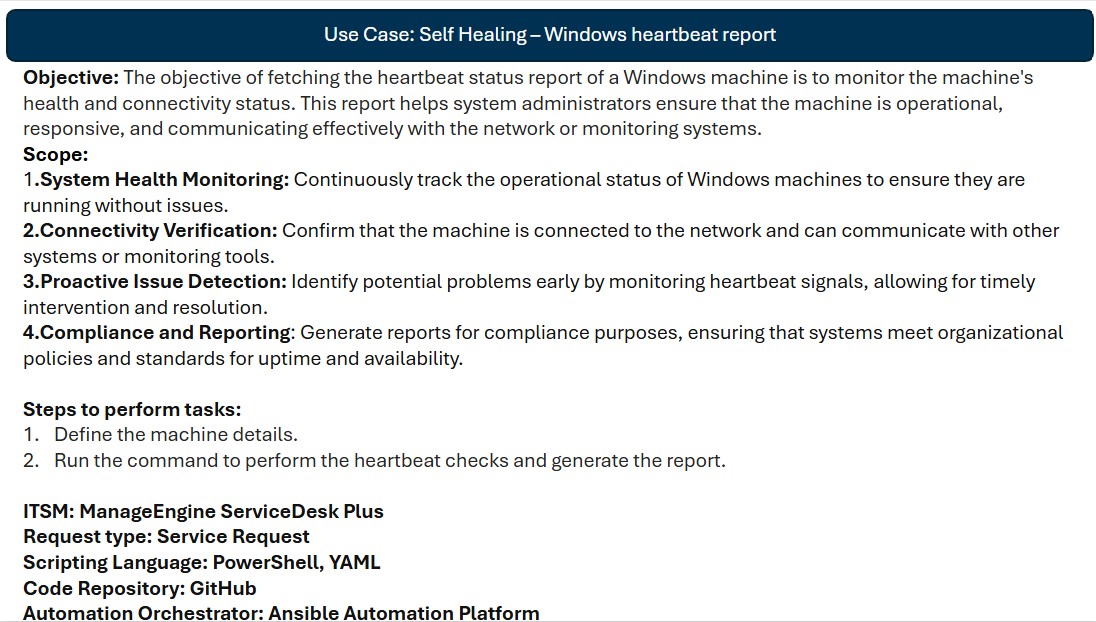 Use Case: Self Healing – Windows heartbeat report
Objective: The objective of fetching the heartbeat status report of a Windows machine is to monitor the machine's
health and connectivity status. This report helps system administrators ensure that the machine is operational,
responsive, and communicating effectively with the network or monitoring systems.
Scope:
1.System Health Monitoring: Continuously track the operational status of Windows machines to ensure they are
running without issues.
2.Connectivity Verification: Confirm that the machine is connected to the network and can communicate with other
systems or monitoring tools.
3.Proactive Issue Detection: Identify potential problems early by monitoring heartbeat signals, allowing for timely
intervention and resolution.
4.Compliance and Reporting: Generate reports for compliance purposes, ensuring that systems meet organizational
policies and standards for uptime and availability.
Steps to perform tasks:
1. Define the machine details.
2. Run the command to perform the heartbeat checks and generate the report.
ITSM: ManageEngine ServiceDesk Plus
Request type: Service Request
Scripting Language: PowerShell, YAML
Code Repository: GitHub
Automation Orchestrator: Ansible Automation Platform